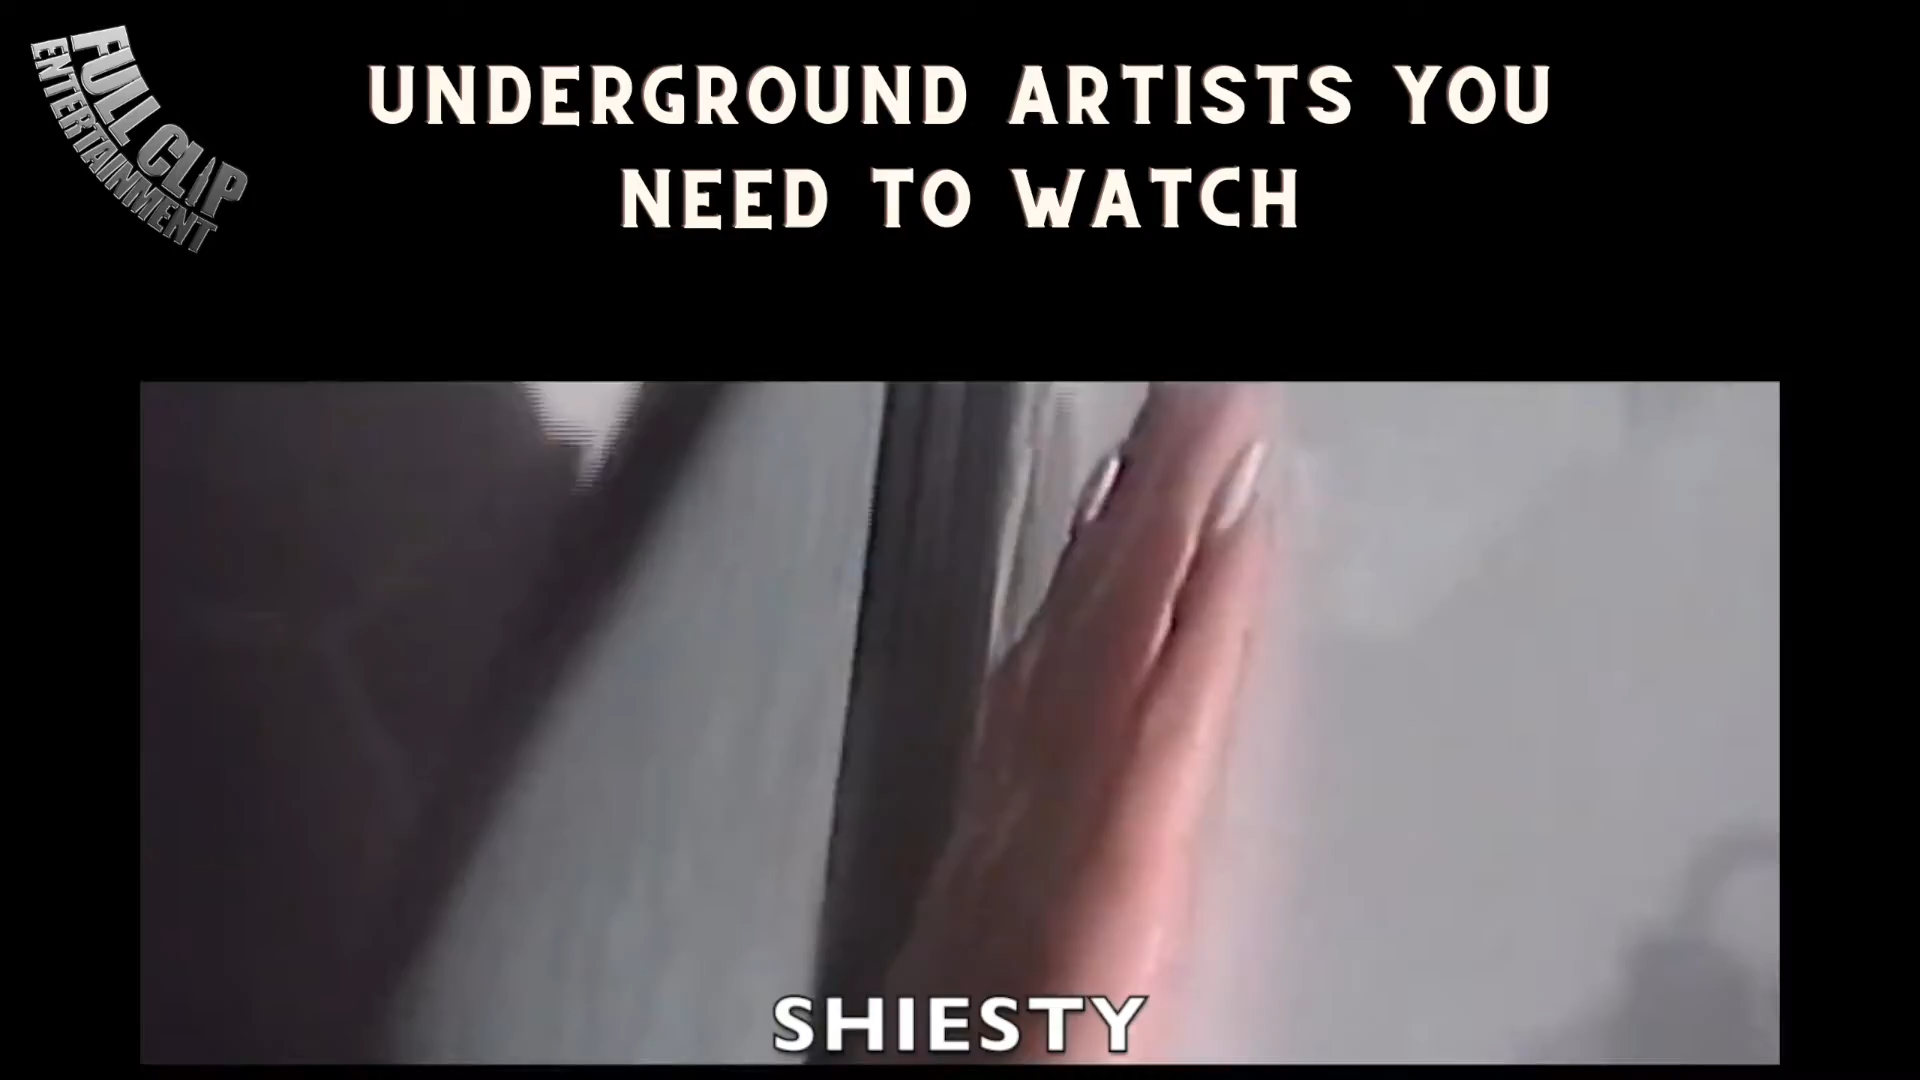 FULL CLIP
ENTERTAINMENT
UNDERGROUND ARTISTS YOU
NEED TO WATCH
SHIESTY